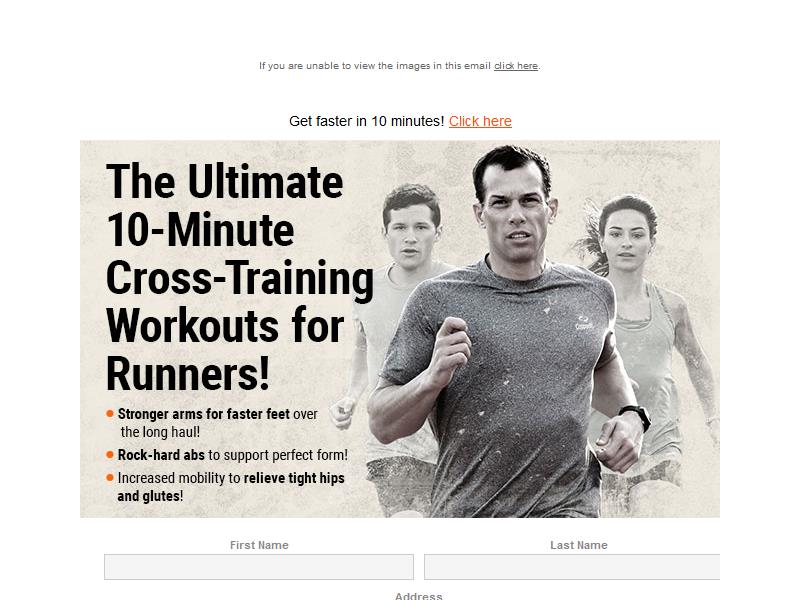 If you are unable to view the images in this email click here.
Get faster in 10 minutes! Click here
The Ultimate
10-Minute
Cross-Training
Workouts for
Runners!
Stronger arms for faster feet over
the long haul!
Rock-hard abs to support perfect form!
Increased mobility to relieve tight hips
and glutes!
First Name Last Name
Address